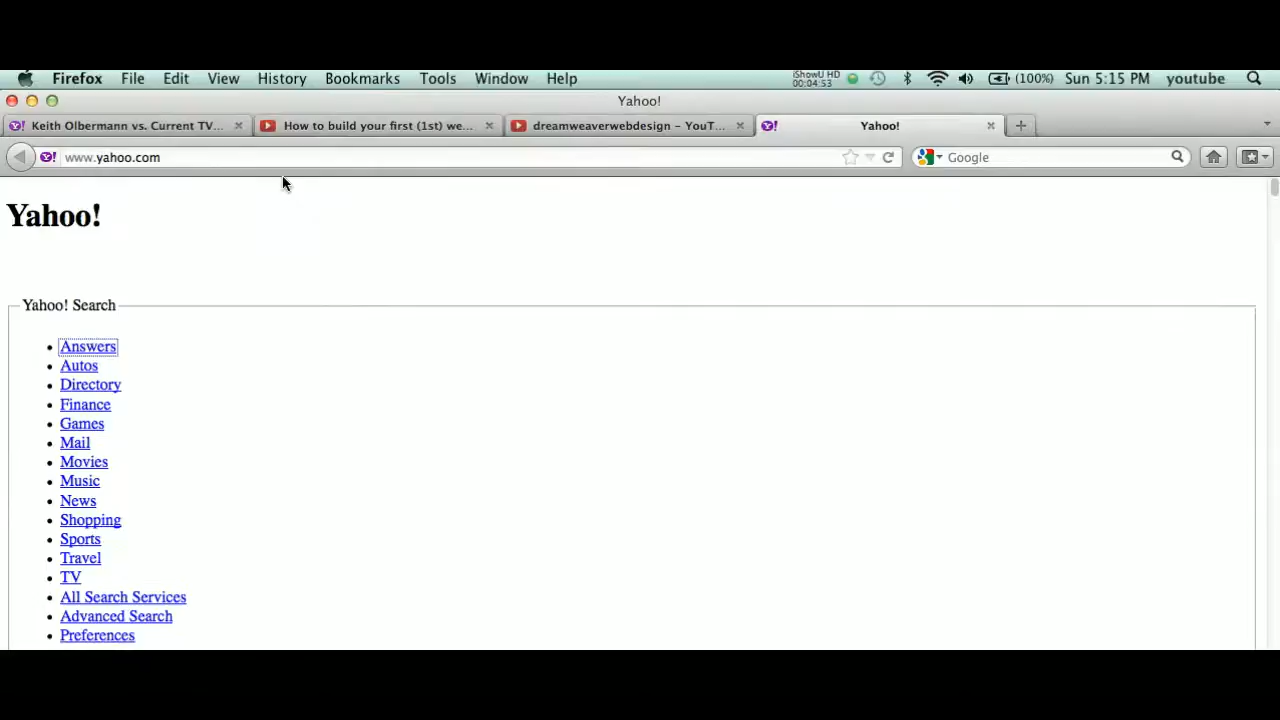 Firefox File Edit View History Bookmarks Tools Window Help iShowU HD 00:04:53 (100%) Sun 5:15 PM youtube
Yahoo!
Keith Olbermann vs. Current TV... How to build your first (1st) we... dreamweaverwebdesign – YouT... Yahoo!
www.yahoo.com Google
Yahoo!
Yahoo! Search
Answers
Autos
Directory
Finance
Games
Mail
Movies
Music
News
Shopping
Sports
Travel
TV
All Search Services
Advanced Search
Preferences